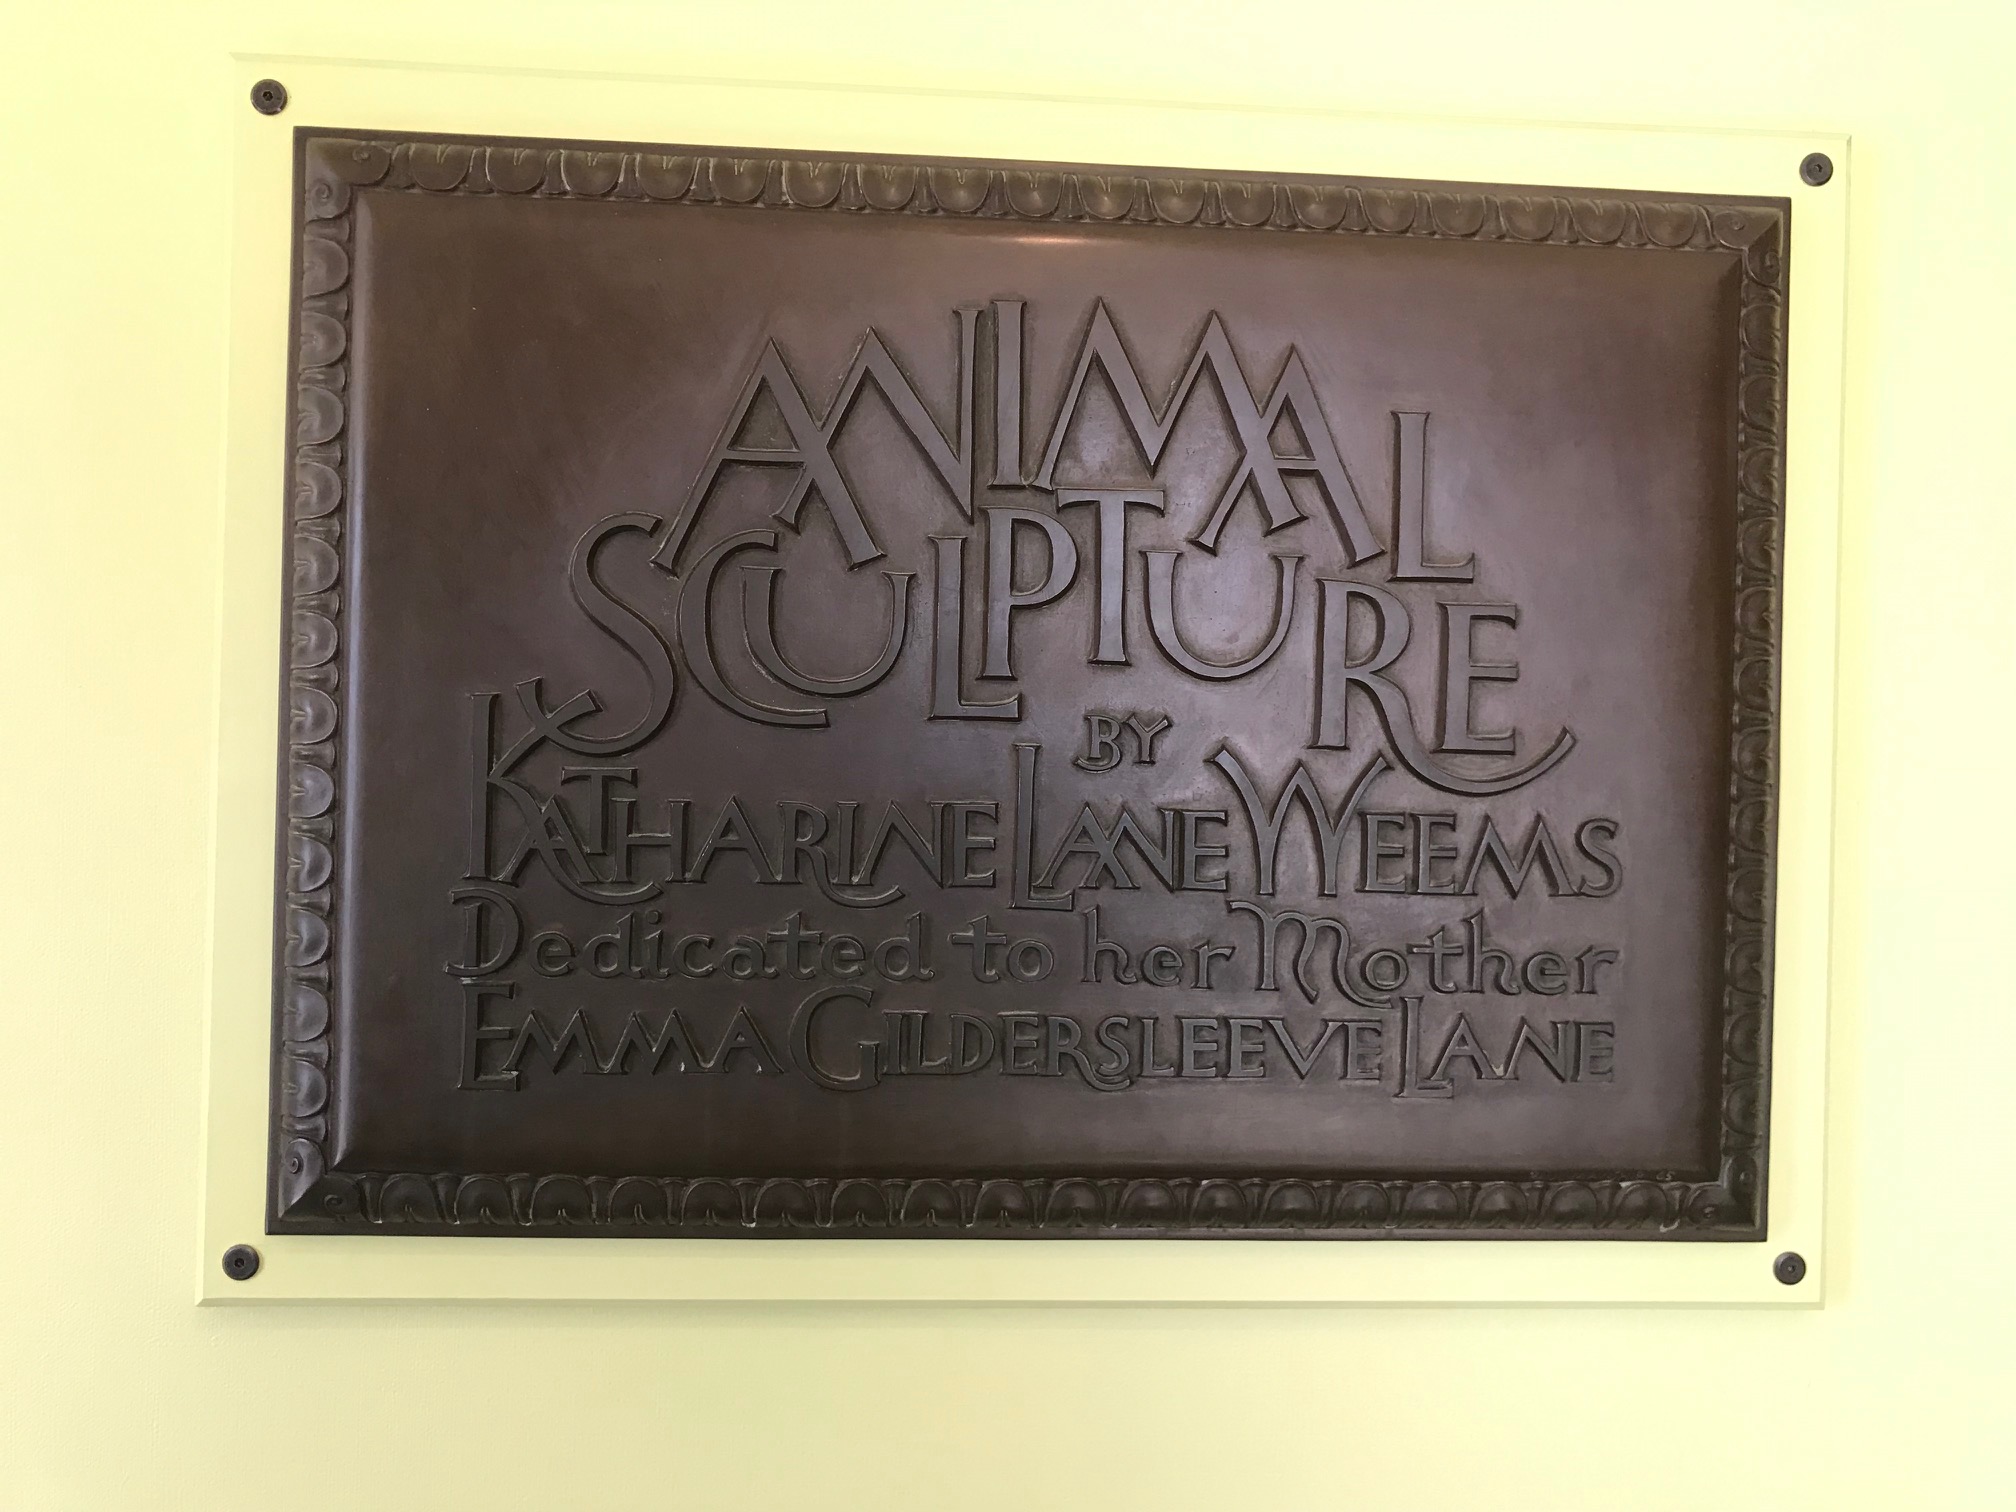 ANIMAL
SCULPTURE
BY
KATHARINE LANE WEEMS
Dedicated to her Mother
EMMA GILDERSLEEVE LANE